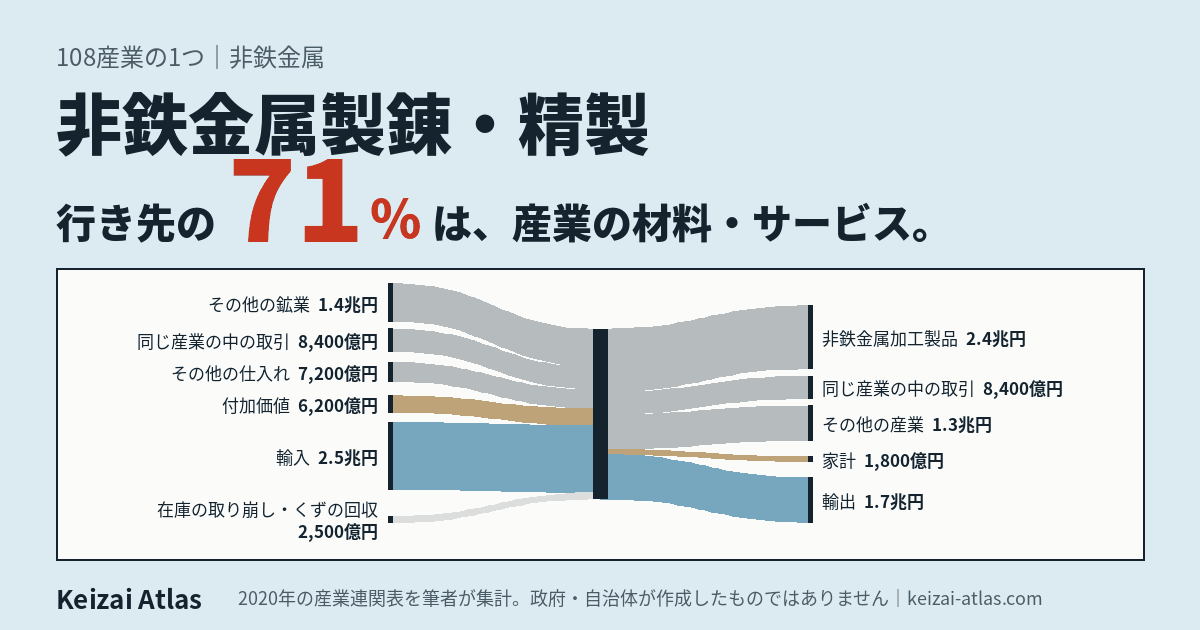 108産業の1つ｜非鉄金属
非鉄金属製錬・精製
行き先の 71% は、産業の材料・サービス。
その他の鉱業 1.4兆円
同じ産業の中の取引 8,400億円
その他の仕入れ 7,200億円
付加価値 6,200億円
輸入 2.5兆円
在庫の取り崩し・くずの回収
2,500億円
非鉄金属加工製品 2.4兆円
同じ産業の中の取引 8,400億円
その他の産業 1.3兆円
家計 1,800億円
輸出 1.7兆円
Keizai Atlas
2020年の産業連関表を筆者が集計。政府・自治体が作成したものではありません｜keizai-atlas.com